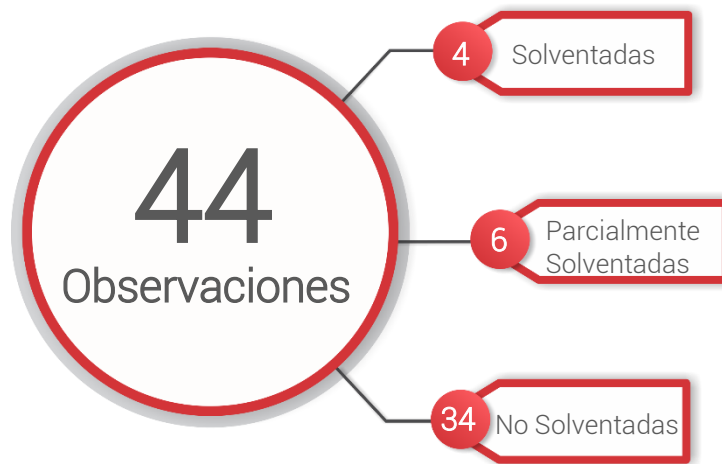 44
Observaciones
4
Solventadas
6
Parcialmente
Solventadas
34
No Solventadas